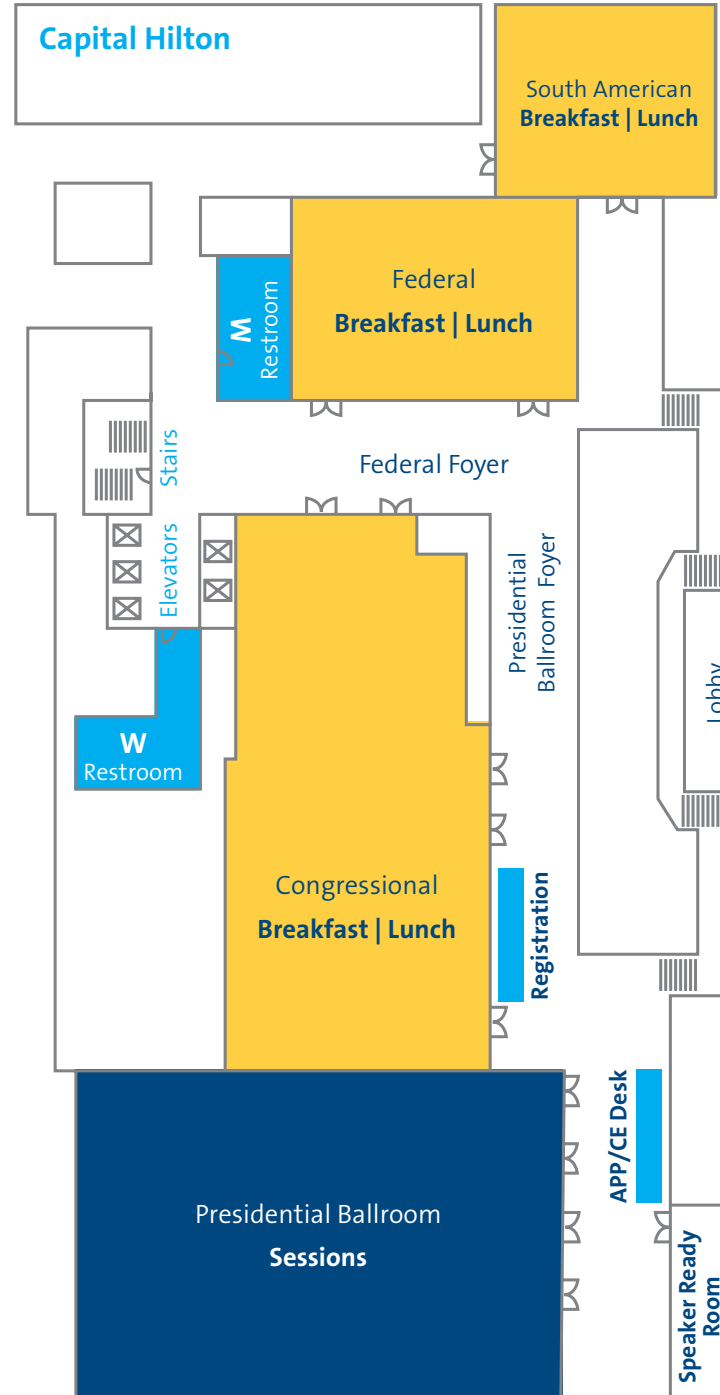 Capital Hilton
South American
Breakfast | Lunch
Federal
Breakfast | Lunch
W
Restroom
Stairs
Federal Foyer
Elevators
Presidential
Ballroom Foyer
Lobby
W
Restroom
Congressional
Breakfast | Lunch
Registration
APP/CE Desk
Presidential Ballroom
Sessions
Speaker Ready
Room